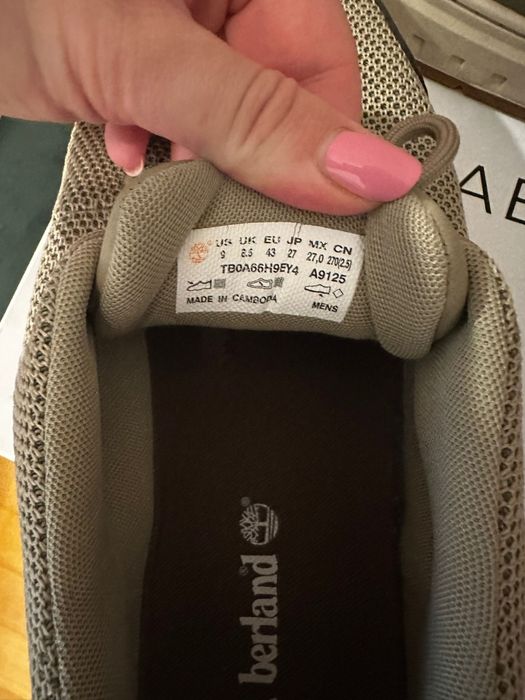 US UK EU JP MX CN
9 8.5 43 27 27,0 270(2.5)
TB0A66H9EY4 A9125
MADE IN CAMBODIA
MENS
berland
AE